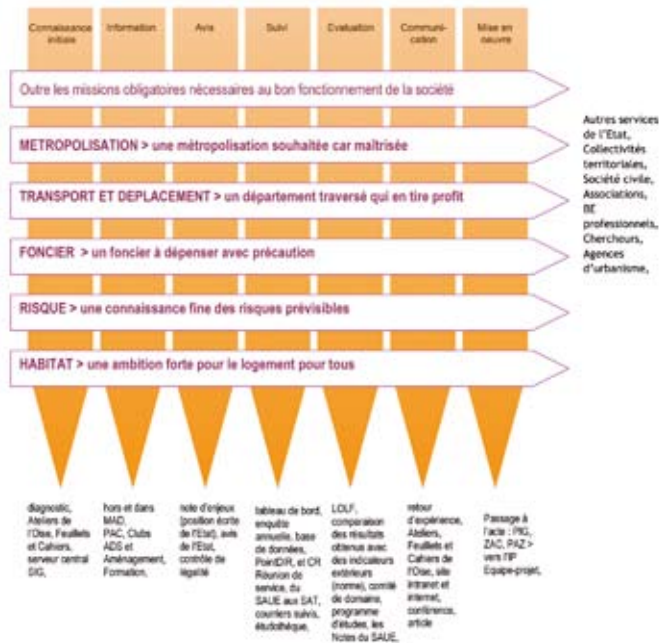 Connaissance
initiale
Information
Avis
Suivi
Evaluation
Communi-
cation
Mise en
oeuvre
Outre les missions obligatoires nécessaires au bon fonctionnement de la société
METROPOLISATION > une métropolisation souhaitée car maîtrisée
TRANSPORT ET DEPLACEMENT > un département traversé qui en tire profit
FONCIER > un foncier à dépenser avec précaution
RISQUE > une connaissance fine des risques prévisibles
HABITAT > une ambition forte pour le logement pour tous
Autres services
de l'Etat,
Collectivités
territoriales,
Société civile,
Associations,
BE
professionnels,
Chercheurs,
Agences
d'urbanisme,
diagnostic,
Ateliers de
l'Oise, Feuillets
et Cahiers,
serveur central
SIG,
hors et dans
MAD,
PAC, Clubs
ADS et
Aménagement,
Formation,
note d'enjeux
(position écrite
de l'Etat), avis
de l'Etat,
contrôle de
légalité
tableau de bord,
enquête
annuelle, base
de données,
PointDIR, et CR
Réunion de
service, du
SAUE aux SAT,
courriers suivis,
étudothèque,
LOLF,
comparaison
des résultats
obtenus avec
des indicateurs
extérieurs
(norme), comité
de domaine,
programme
d'études, les
Notes du SAUE,
retour
d'expérience,
Ateliers,
Feuillets et
Cahiers de
l'Oise, site
intranet et
internet,
conférence,
article
Passage à
l'acte : PIG,
ZAC, PAZ >
vers l'IP
Equipe-projet,